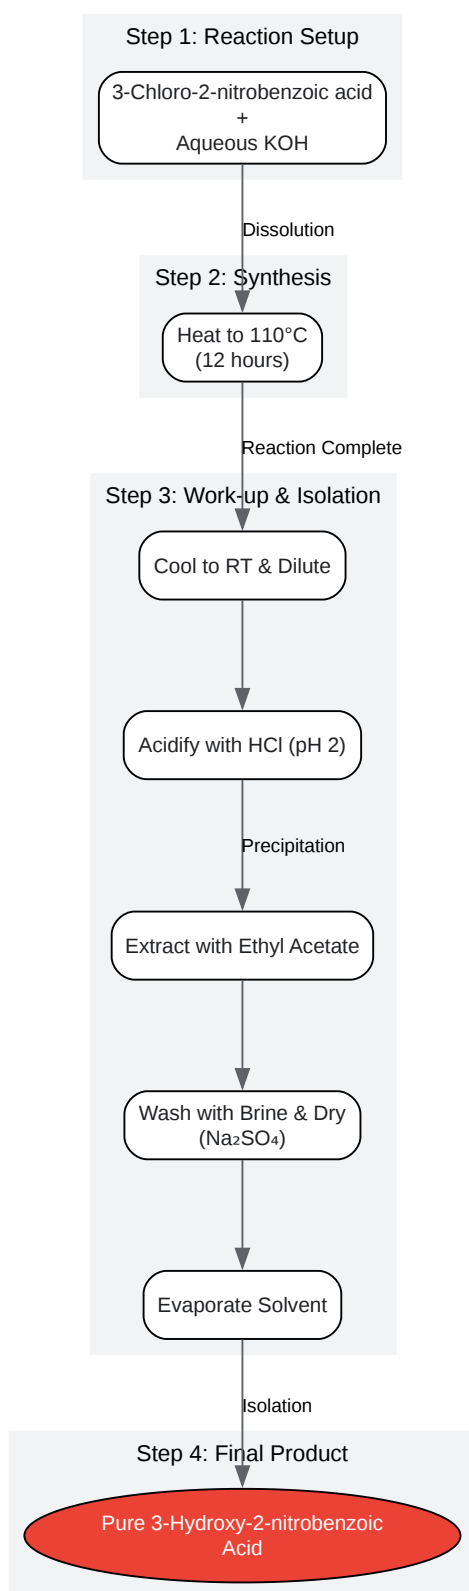 Step 1: Reaction Setup
3-Chloro-2-nitrobenzoic acid
+
Aqueous KOH
Dissolution
Step 2: Synthesis
Heat to 110°C
(12 hours)
Reaction Complete
Step 3: Work-up & Isolation
Cool to RT & Dilute
Acidify with HCl (pH 2)
Precipitation
Extract with Ethyl Acetate
Wash with Brine & Dry
(Na₂SO₄)
Evaporate Solvent
Isolation
Step 4: Final Product
Pure 3-Hydroxy-2-nitrobenzoic
Acid